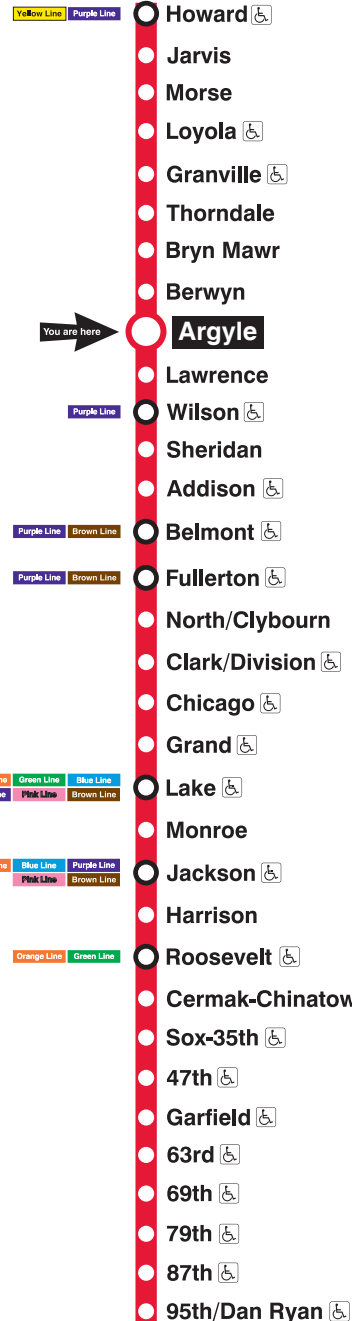 Yellow Line Purple Line Howard
Jarvis
Morse
Loyola
Granville
Thorndale
Bryn Mawr
Berwyn
You are here Argyle
Lawrence
Purple Line Wilson
Sheridan
Addison
Purple Line Brown Line Belmont
Purple Line Brown Line Fullerton
North/Clybourn
Clark/Division
Chicago
Grand
Green Line Blue Line
Pink Line Brown Line
Lake
Monroe
Blue Line Purple Line
Pink Line Brown Line
Jackson
Harrison
Orange Line Green Line Roosevelt
Cermak-Chinatow
Sox-35th
47th
Garfield
63rd
69th
79th
87th
95th/Dan Ryan